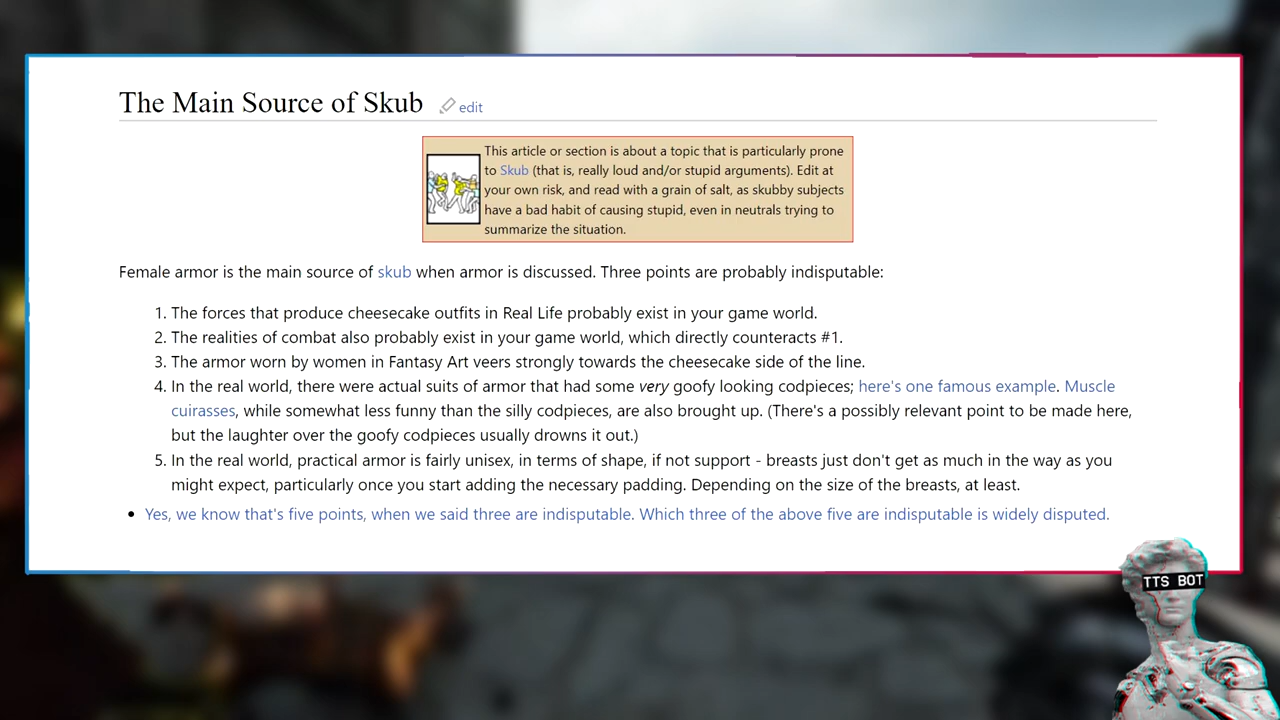 The Main Source of Skub edit
This article or section is about a topic that is particularly prone
to Skub (that is, really loud and/or stupid arguments). Edit at
your own risk, and read with a grain of salt, as skubby subjects
have a bad habit of causing stupid, even in neutrals trying to
summarize the situation.
Female armor is the main source of skub when armor is discussed. Three points are probably indisputable:
1. The forces that produce cheesecake outfits in Real Life probably exist in your game world.
2. The realities of combat also probably exist in your game world, which directly counteracts #1.
3. The armor worn by women in Fantasy Art veers strongly towards the cheesecake side of the line.
4. In the real world, there were actual suits of armor that had some very goofy looking codpieces; here's one famous example. Muscle
cuirasses, while somewhat less funny than the silly codpieces, are also brought up. (There's a possibly relevant point to be made here,
but the laughter over the goofy codpieces usually drowns it out.)
5. In the real world, practical armor is fairly unisex, in terms of shape, if not support - breasts just don't get as much in the way as you
might expect, particularly once you start adding the necessary padding. Depending on the size of the breasts, at least.
• Yes, we know that's five points, when we said three are indisputable. Which three of the above five are indisputable is widely disputed.
TTS BOT